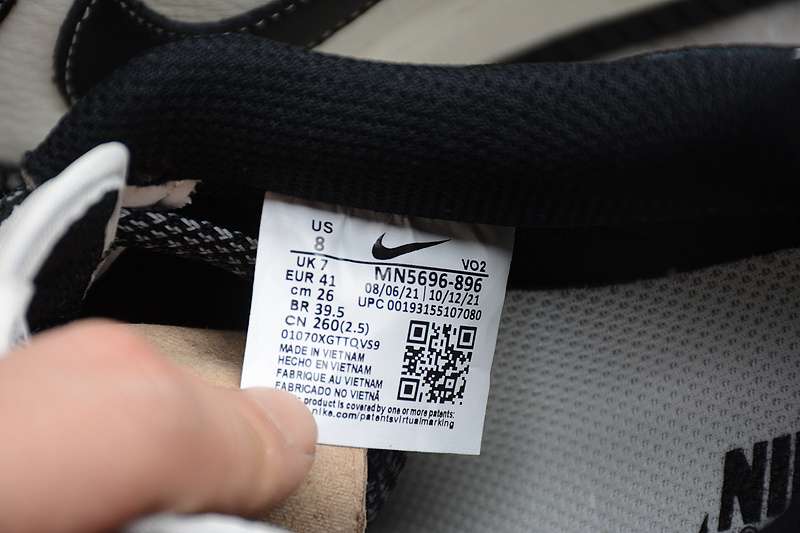 US
8
UK 7
EUR 41
cm 26
BR 39.5
CN 260(2.5)
01070XGTTQVS9
MADE IN VIETNAM
HECHO EN VIETNAM
FABRIQUE AU VIETNAM
FABRICADO NO VIETNÃ
VO2
MN5696-896
08/06/21 | 10/12/21
UPC 00193155107080
product is covered by one or more patents:
nike.com/patentsvirtualmarking